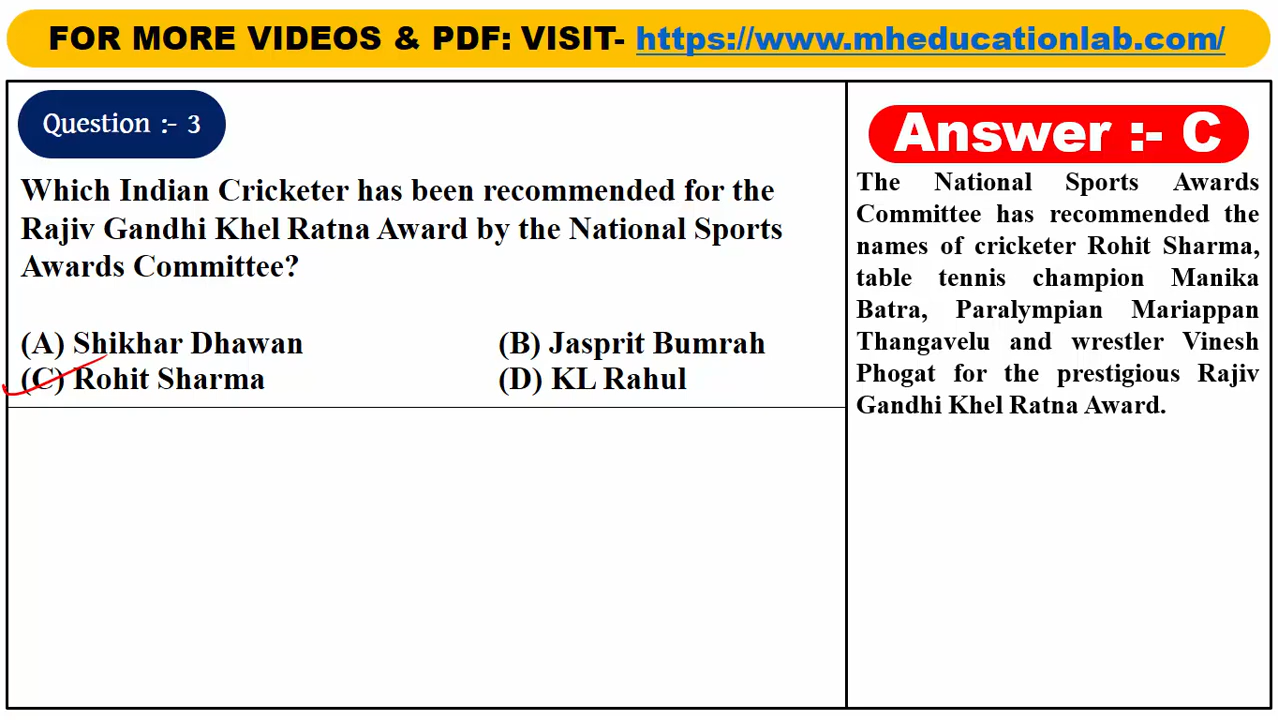 FOR MORE VIDEOS & PDF: VISIT- https://www.mheducationlab.com/
Question :- 3
Which Indian Cricketer has been recommended for the
Rajiv Gandhi Khel Ratna Award by the National Sports
Awards Committee?
(A) Shikhar Dhawan (B) Jasprit Bumrah
(C) Rohit Sharma (D) KL Rahul
Answer :- C
The National Sports Awards
Committee has recommended the
names of cricketer Rohit Sharma,
table tennis champion Manika
Batra, Paralympian Mariappan
Thangavelu and wrestler Vinesh
Phogat for the prestigious Rajiv
Gandhi Khel Ratna Award.